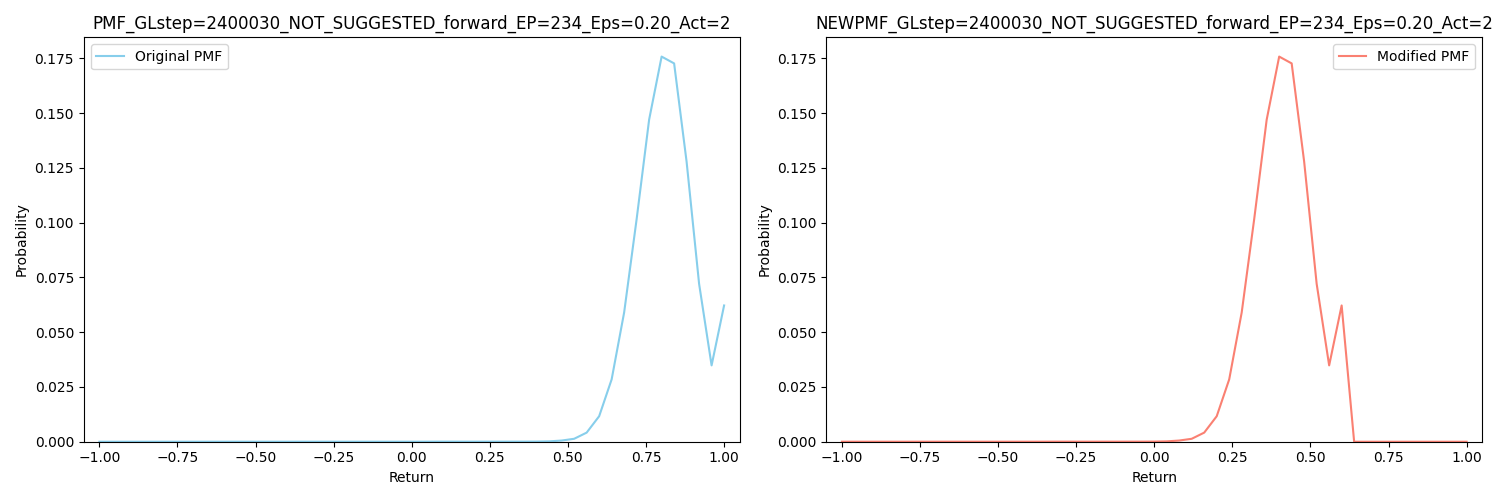 PMF_GLstep=2400030_NOT_SUGGESTED_forward_EP=234_Eps=0.20_Act=2
Original PMF
0.175
0.150
0.125
0.100
0.075
0.050
0.025
0.000
Probability
−1.00 −0.75 −0.50 −0.25 0.00 0.25 0.50 0.75 1.00
Return
NEWPMF_GLstep=2400030_NOT_SUGGESTED_forward_EP=234_Eps=0.20_Act=2
Modified PMF
0.175
0.150
0.125
0.100
0.075
0.050
0.025
0.000
Probability
−1.00 −0.75 −0.50 −0.25 0.00 0.25 0.50 0.75 1.00
Return